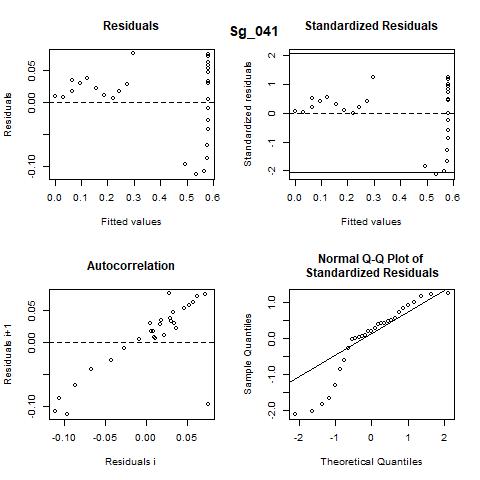 Sg_041
Residuals
Residuals
0.05
0.00
-0.10
0.0 0.1 0.2 0.3 0.4 0.5 0.6
Fitted values
Standardized Residuals
Standardized residuals
2
1
0
-1
-2
0.0 0.1 0.2 0.3 0.4 0.5 0.6
Fitted values
Autocorrelation
Residuals i+1
0.05
0.00
-0.10
-0.10 -0.05 0.00 0.05
Residuals i
Normal Q-Q Plot of
Standardized Residuals
Sample Quantiles
1.0
0.0
-1.0
-2.0
-2 -1 0 1 2
Theoretical Quantiles